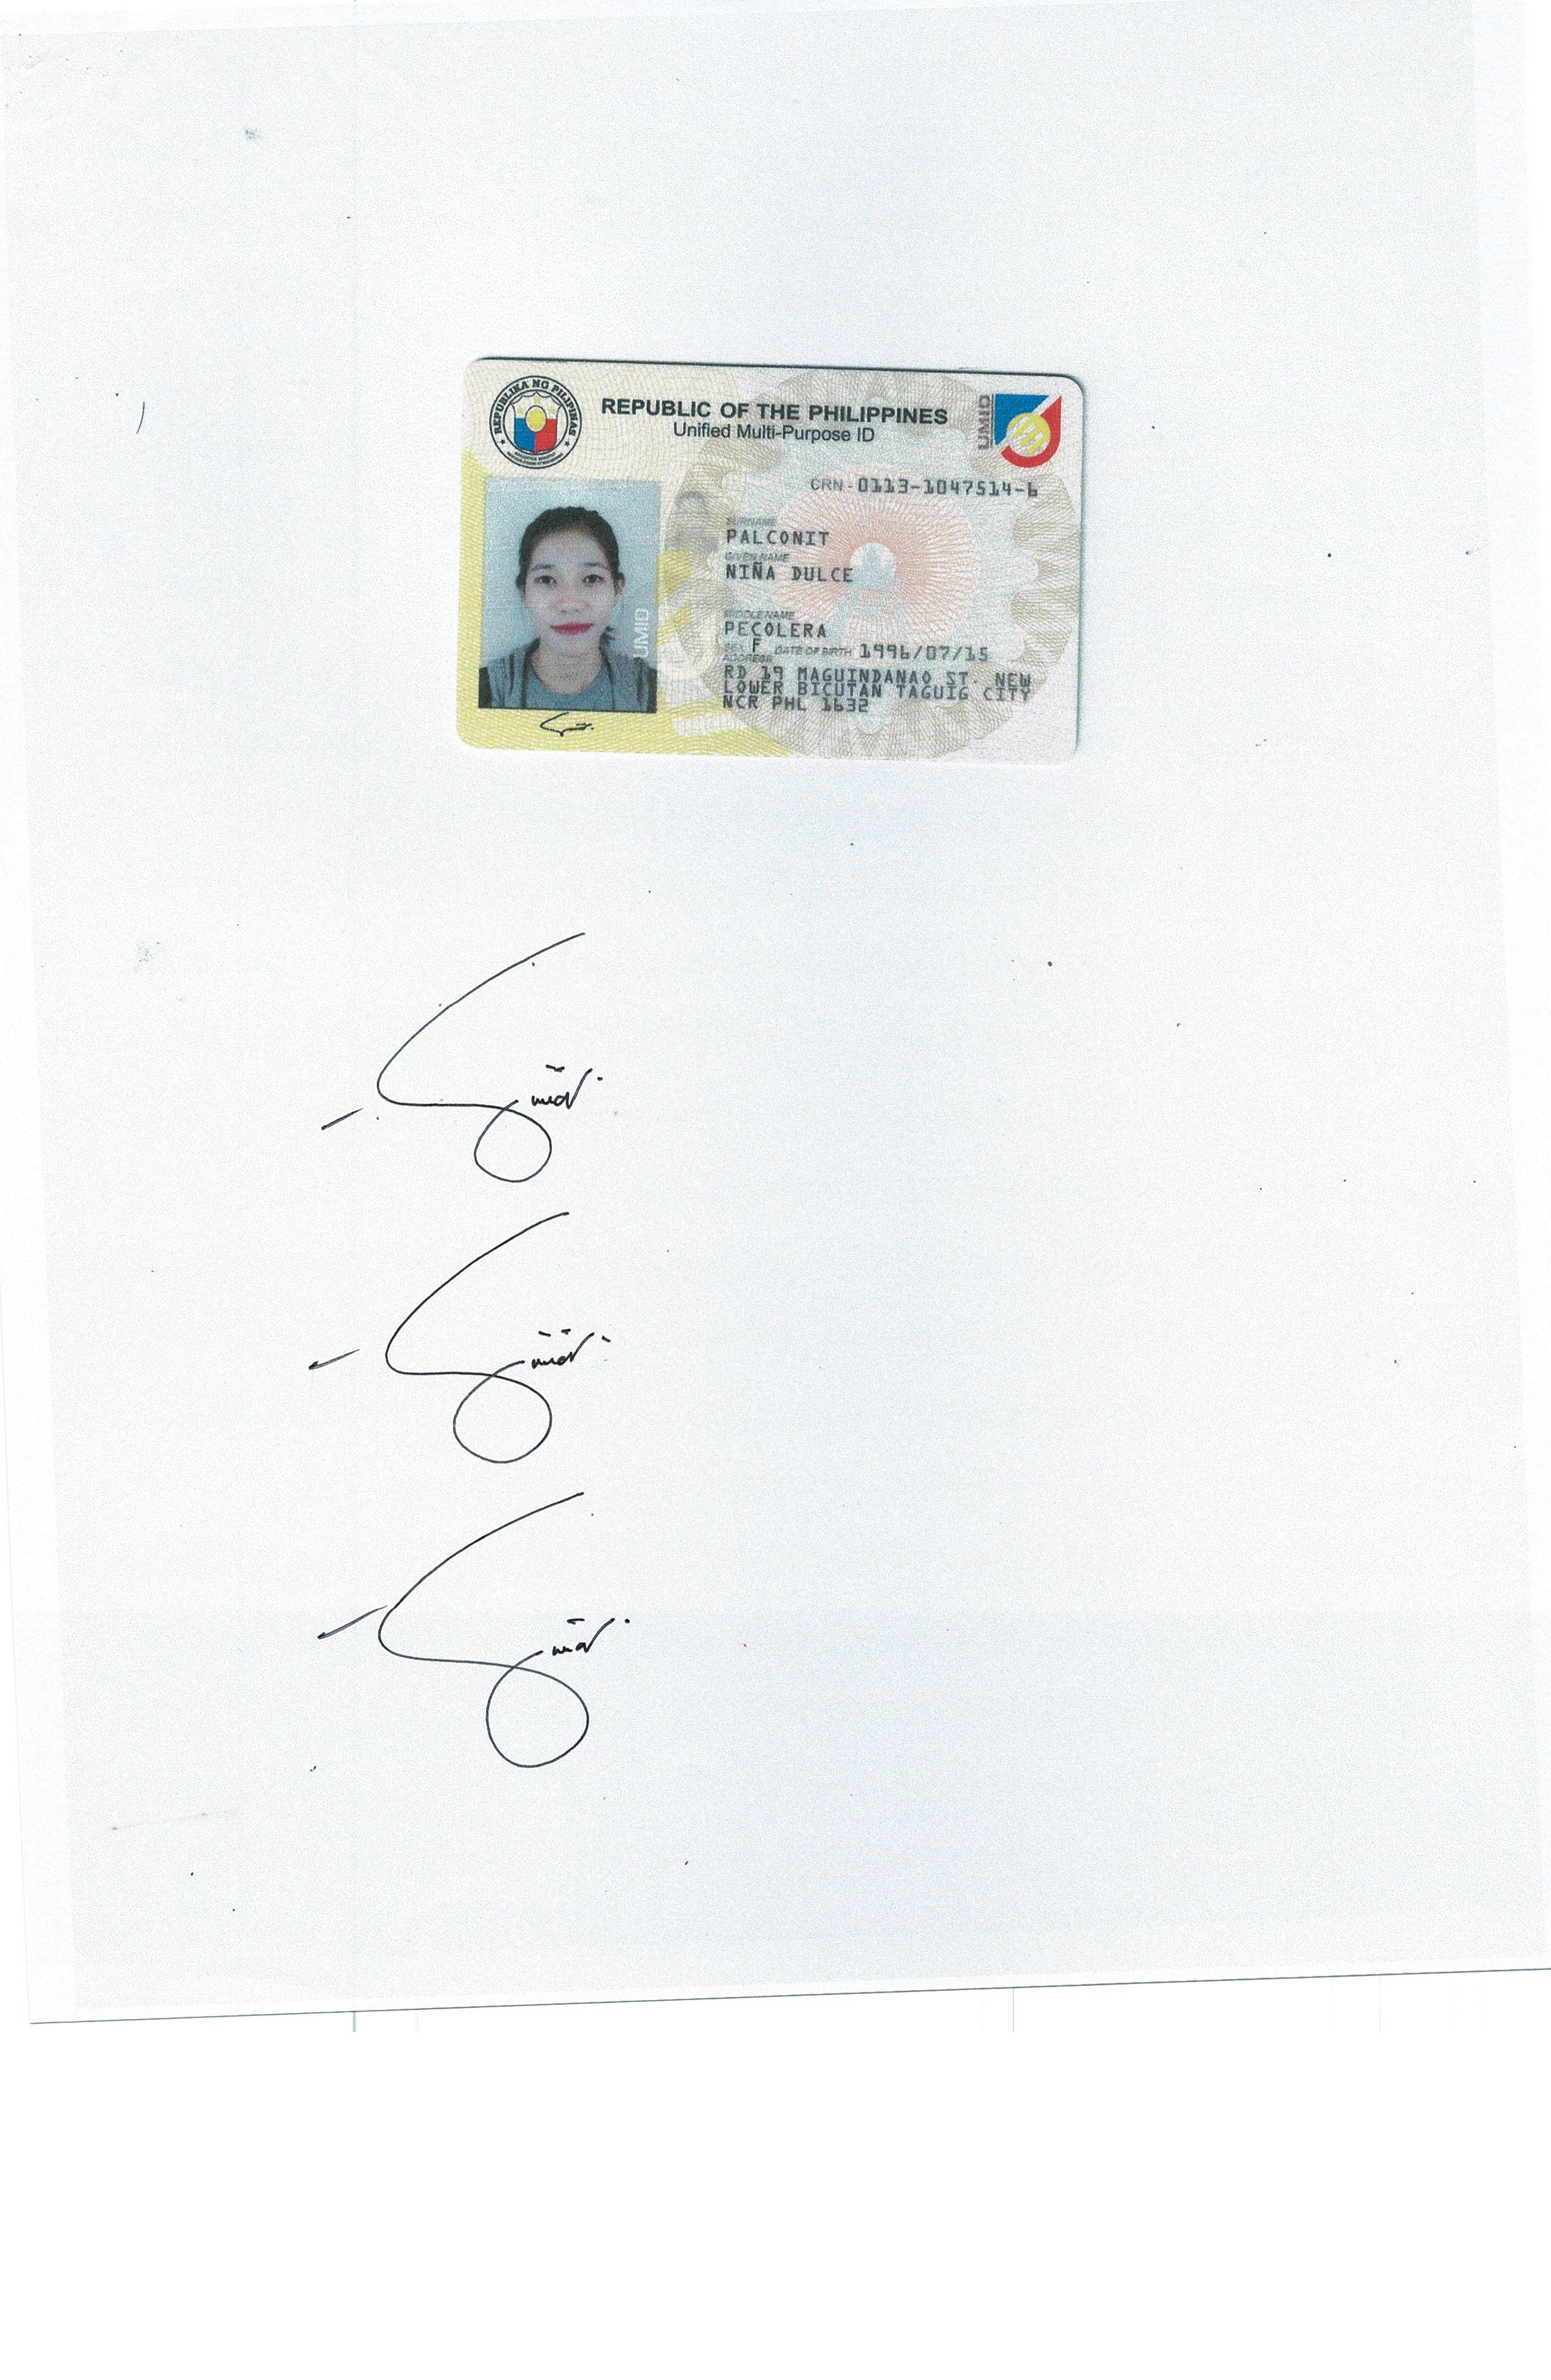 REPUBLIKA NG PILIPINAS
REPUBLIC OF THE PHILIPPINES
Unified Multi-Purpose ID
UMID
CRN-0113-1047514-6
SURNAME
PALCONIT
GIVEN NAME
NIÑA DULCE
MIDDLE NAME
PECOLERA
SEX F DATE OF BIRTH 1996/07/15
ADDRESS
RD 19 MAGUINDANAO ST. NEW
LOWER BICUTAN TAGUIG CITY
NCR PHL 1632
UMID